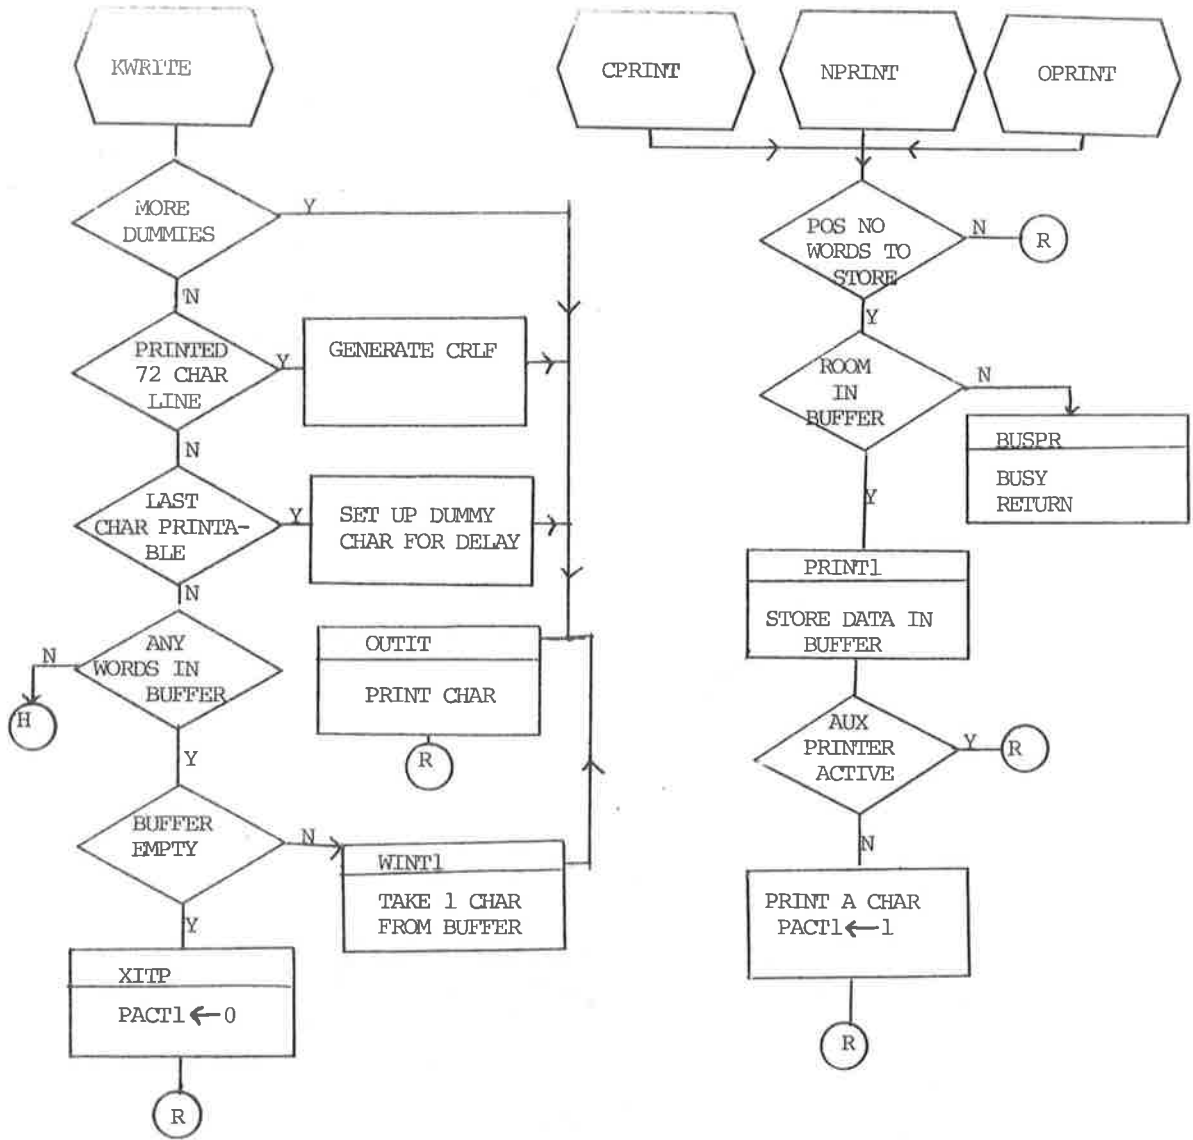 KWRITE
MORE
DUMMIES
Y
N
PRINTED
72 CHAR
LINE
Y
GENERATE CRLF
N
LAST
CHAR PRINTA-
BLE
Y
SET UP DUMMY
CHAR FOR DELAY
N
ANY
WORDS IN
BUFFER
N
H
OUTIT
PRINT CHAR
R
Y
BUFFER
EMPTY
N
WINT1
TAKE 1 CHAR
FROM BUFFER
Y
XITP
PACT1←0
R
CPRINT
NPRINT
OPRINT
POS NO
WORDS TO
STORE
N
R
Y
ROOM
IN
BUFFER
N
BUSPR
BUSY
RETURN
Y
PRINT1
STORE DATA IN
BUFFER
AUX
PRINTER
ACTIVE
Y
R
N
PRINT A CHAR
PACT1←1
R